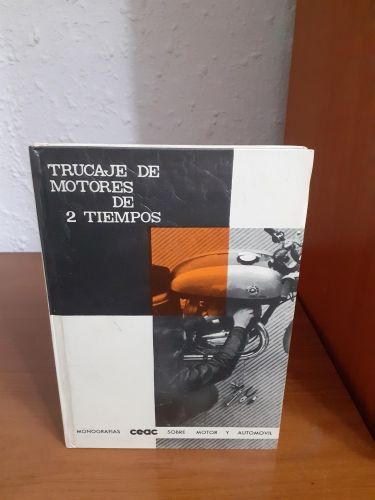 TRUCAJE DE
MOTORES
DE
2 TIEMPOS
MONOGRAFIAS ceac SOBRE MOTOR Y AUTOMOVIL